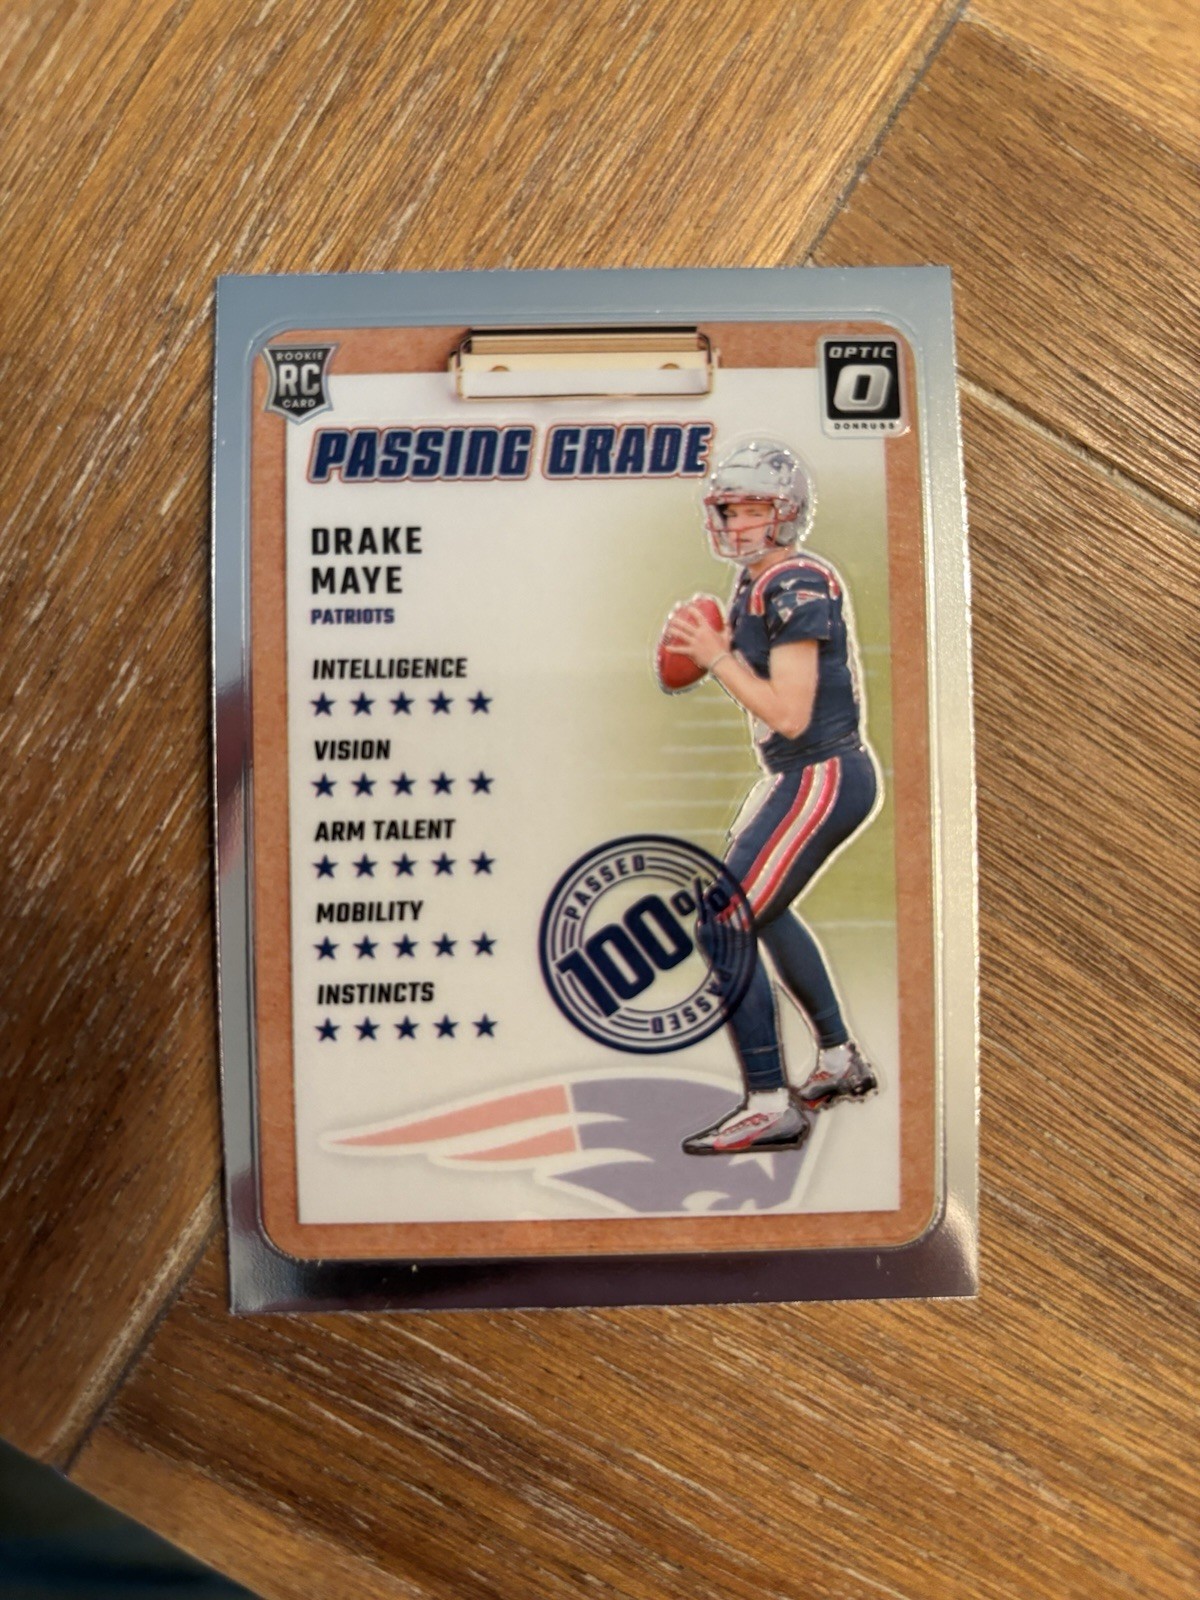 ROOKIE
RC
CARD
OPTIC
O
DONRUSS
PASSING GRADE
DRAKE
MAYE
PATRIOTS
INTELLIGENCE
VISION
ARM TALENT
MOBILITY
INSTINCTS
PASSED
100%
PASSED